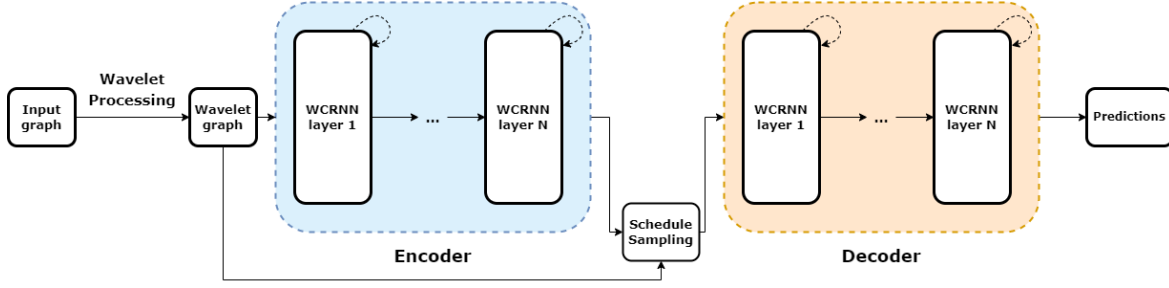 Input
graph
Wavelet
Processing
Wavelet
graph
WCRNN
layer 1
...
WCRNN
layer N
Encoder
Schedule
Sampling
WCRNN
layer 1
...
WCRNN
layer N
Decoder
Predictions